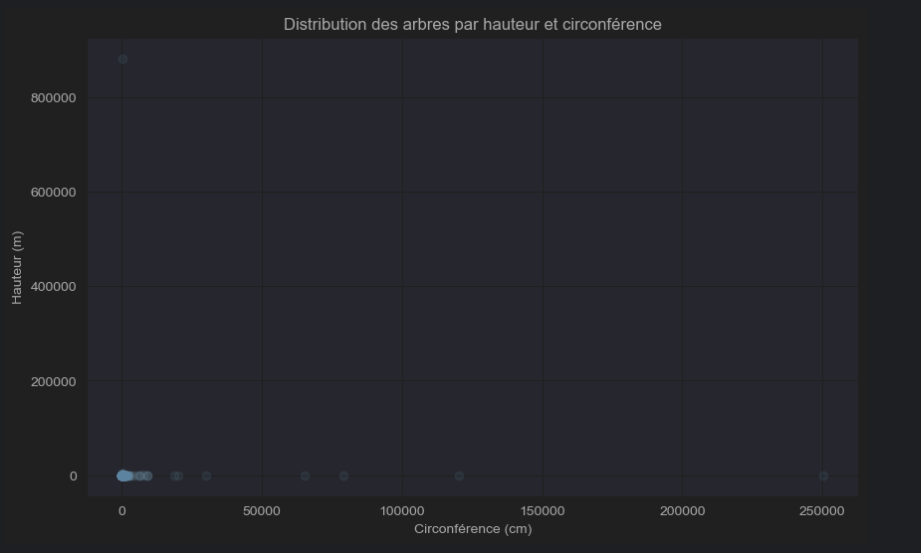 Distribution des arbres par hauteur et circonférence
800000
600000
400000
200000
0
Hauteur (m)
0 50000 100000 150000 200000 250000
Circonférence (cm)